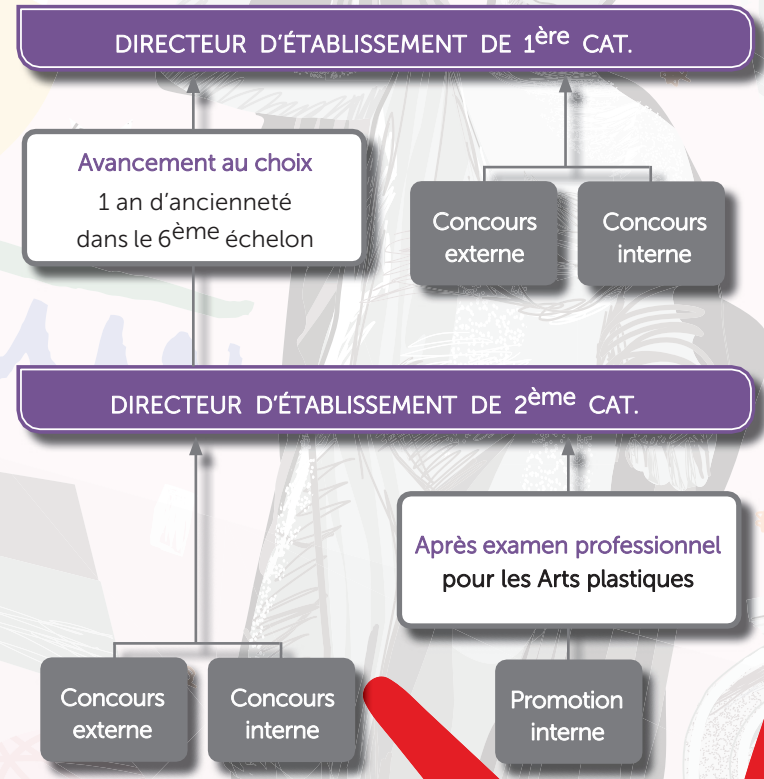 DIRECTEUR D'ÉTABLISSEMENT DE 1ère CAT.
Avancement au choix
1 an d'ancienneté
dans le 6ème échelon
Concours
externe
Concours
interne
DIRECTEUR D'ÉTABLISSEMENT DE 2ème CAT.
Après examen professionnel
pour les Arts plastiques
Concours
externe
Concours
interne
Promotion
interne